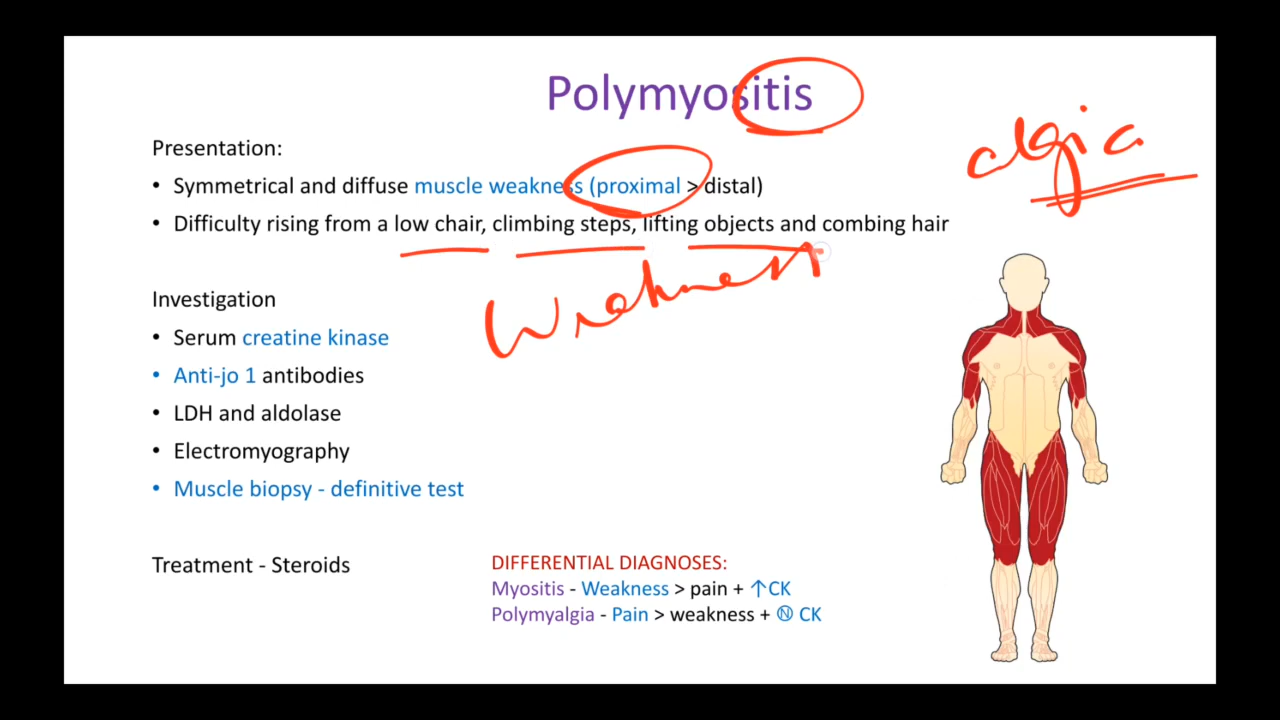 Polymyositis
algia
Presentation:
• Symmetrical and diffuse muscle weakness (proximal > distal)
• Difficulty rising from a low chair, climbing steps, lifting objects and combing hair
Weakness
Investigation
• Serum creatine kinase
• Anti-jo 1 antibodies
• LDH and aldolase
• Electromyography
• Muscle biopsy - definitive test
Treatment - Steroids
DIFFERENTIAL DIAGNOSES:
Myositis - Weakness > pain + ↑CK
Polymyalgia - Pain > weakness + Ⓝ CK